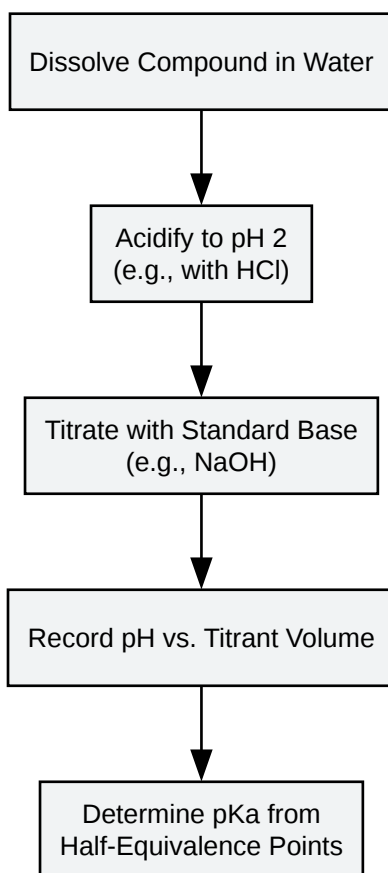 Dissolve Compound in Water
Acidify to pH 2
(e.g., with HCl)
Titrate with Standard Base
(e.g., NaOH)
Record pH vs. Titrant Volume
Determine pKa from
Half-Equivalence Points